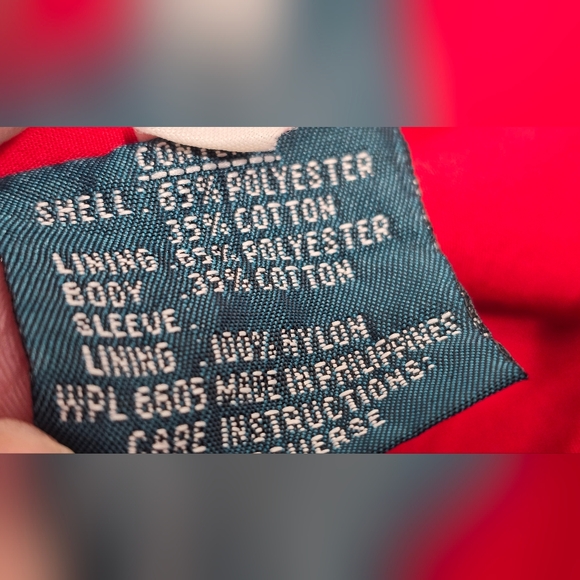 SHELL : 65% POLYESTER
35% COTTON
LINING : 65% POLYESTER
BODY : 35% COTTON
SLEEVE :
LINING : 100% NYLON
WPL 6605 MADE IN PHILIPPINES
CARE INSTRUCTIONS: